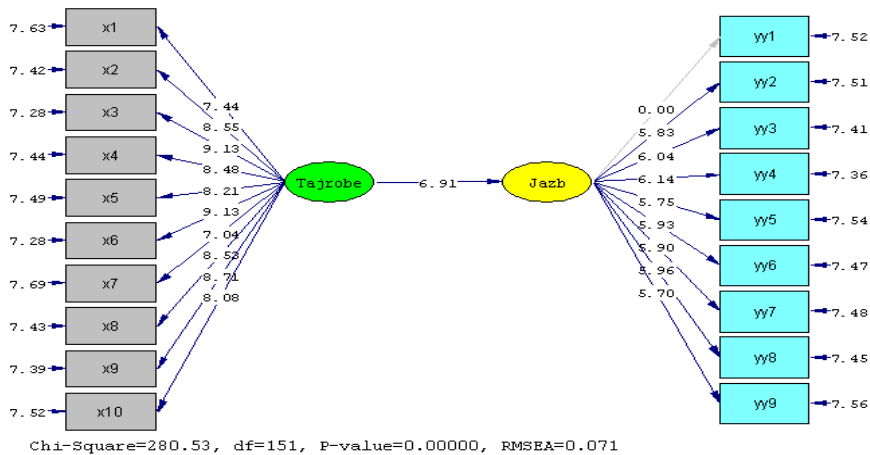 7.63 x1
7.42 x2
7.28 x3
7.44 x4
7.49 x5
7.28 x6
7.69 x7
7.43 x8
7.39 x9
7.52 x10
7.44
8.55
9.13
8.48
8.21
9.13
7.04
8.53
8.71
8.08
Tajrobe 6.91 Jazb
0.00
5.83
6.04
6.14
5.75
5.93
5.90
5.96
5.70
yy1 7.52
yy2 7.51
yy3 7.41
yy4 7.36
yy5 7.54
yy6 7.47
yy7 7.48
yy8 7.45
yy9 7.56
Chi-Square=280.53, df=151, P-value=0.00000, RMSEA=0.071